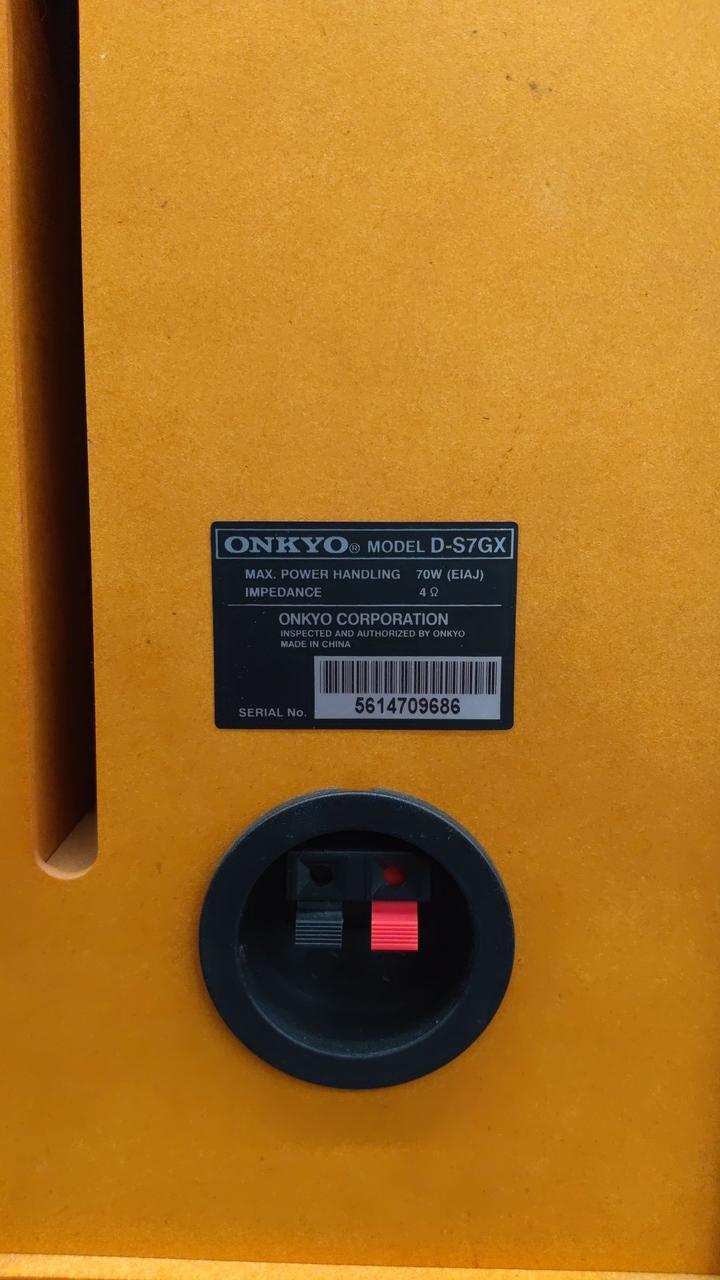 ONKYO® MODEL D-S7GX
MAX. POWER HANDLING 70W (EIAJ)
IMPEDANCE 4 Ω
ONKYO CORPORATION
INSPECTED AND AUTHORIZED BY ONKYO
MADE IN CHINA
SERIAL No. 5614709686